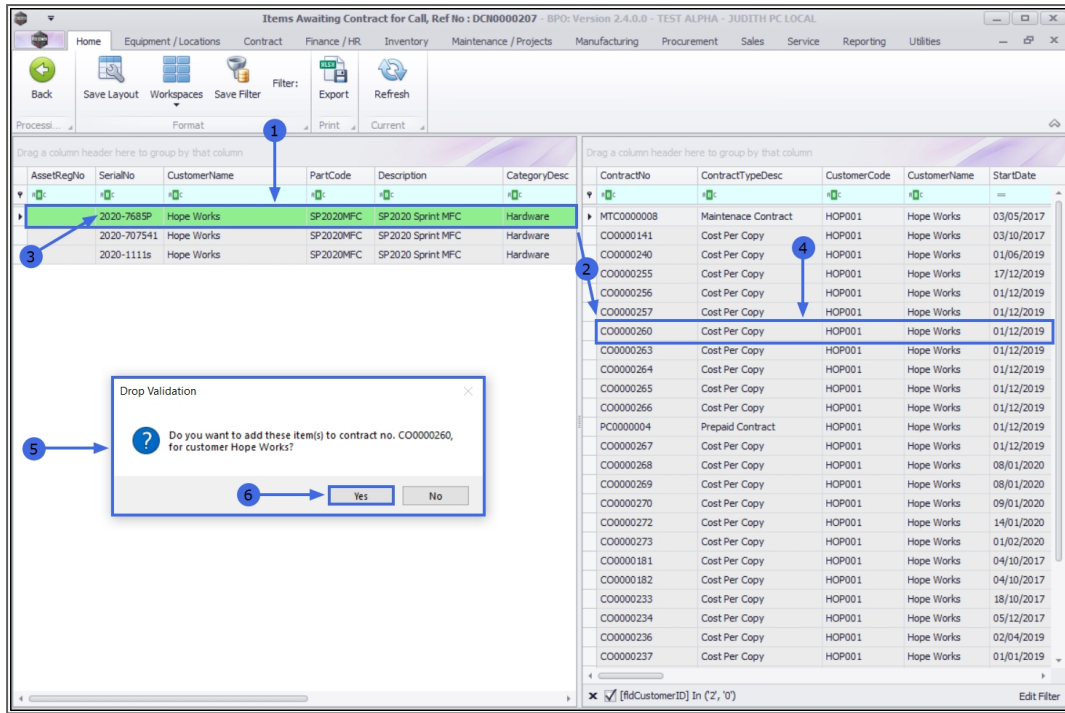 Items Awaiting Contract for Call, Ref No : DCN0000207 - BPO: Version 2.4.0.0 - TEST ALPHA - JUDITH PC LOCAL
Home Equipment / Locations Contract Finance / HR Inventory Maintenance / Projects Manufacturing Procurement Sales Service Reporting Utilities
Back Save Layout Workspaces Save Filter Filter: Export Refresh
Processi... Format Print Current
1
Drag a column header here to group by that column
AssetRegNo SerialNo CustomerName PartCode Description CategoryDesc
2020-7685P Hope Works SP2020MFC SP2020 Sprint MFC Hardware
2020-707541 Hope Works SP2020MFC SP2020 Sprint MFC Hardware
2020-1111s Hope Works SP2020MFC SP2020 Sprint MFC Hardware
3
2
Drag a column header here to group by that column
ContractNo ContractTypeDesc CustomerCode CustomerName StartDate
=
MTC0000008 Maintenace Contract HOP001 Hope Works 03/05/2017
CO0000141 Cost Per Copy HOP001 Hope Works 03/10/2017
4
CO0000240 Cost Per Copy HOP001 Hope Works 01/06/2019
CO0000255 Cost Per Copy HOP001 Hope Works 17/12/2019
CO0000256 Cost Per Copy HOP001 Hope Works 01/12/2019
CO0000257 Cost Per Copy HOP001 Hope Works 01/12/2019
CO0000260 Cost Per Copy HOP001 Hope Works 01/12/2019
CO0000263 Cost Per Copy HOP001 Hope Works 01/12/2019
CO0000264 Cost Per Copy HOP001 Hope Works 01/12/2019
CO0000265 Cost Per Copy HOP001 Hope Works 01/12/2019
CO0000266 Cost Per Copy HOP001 Hope Works 01/12/2019
PC0000004 Prepaid Contract HOP001 Hope Works 01/12/2019
CO0000267 Cost Per Copy HOP001 Hope Works 01/12/2019
CO0000268 Cost Per Copy HOP001 Hope Works 08/01/2020
CO0000269 Cost Per Copy HOP001 Hope Works 08/01/2020
CO0000270 Cost Per Copy HOP001 Hope Works 09/01/2020
CO0000272 Cost Per Copy HOP001 Hope Works 14/01/2020
CO0000273 Cost Per Copy HOP001 Hope Works 01/02/2020
CO0000181 Cost Per Copy HOP001 Hope Works 04/10/2017
CO0000182 Cost Per Copy HOP001 Hope Works 04/10/2017
CO0000233 Cost Per Copy HOP001 Hope Works 18/10/2017
CO0000234 Cost Per Copy HOP001 Hope Works 05/12/2017
CO0000236 Cost Per Copy HOP001 Hope Works 02/04/2019
CO0000237 Cost Per Copy HOP001 Hope Works 01/01/2019
[fldCustomerID] In ('2', '0') Edit Filter
Drop Validation
5
Do you want to add these item(s) to contract no. CO0000260,
for customer Hope Works?
6
Yes No